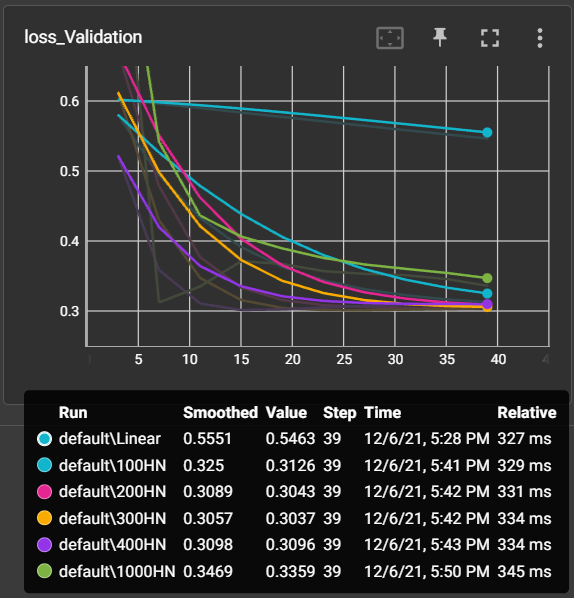 loss_Validation
0.6
0.5
0.4
0.3
5 10 15 20 25 30 35 40
Run Smoothed Value Step Time Relative
default\Linear 0.5551 0.5463 39 12/6/21, 5:28 PM 327 ms
default\100HN 0.325 0.3126 39 12/6/21, 5:41 PM 329 ms
default\200HN 0.3089 0.3043 39 12/6/21, 5:42 PM 331 ms
default\300HN 0.3057 0.3037 39 12/6/21, 5:42 PM 334 ms
default\400HN 0.3098 0.3096 39 12/6/21, 5:43 PM 334 ms
default\1000HN 0.3469 0.3359 39 12/6/21, 5:50 PM 345 ms